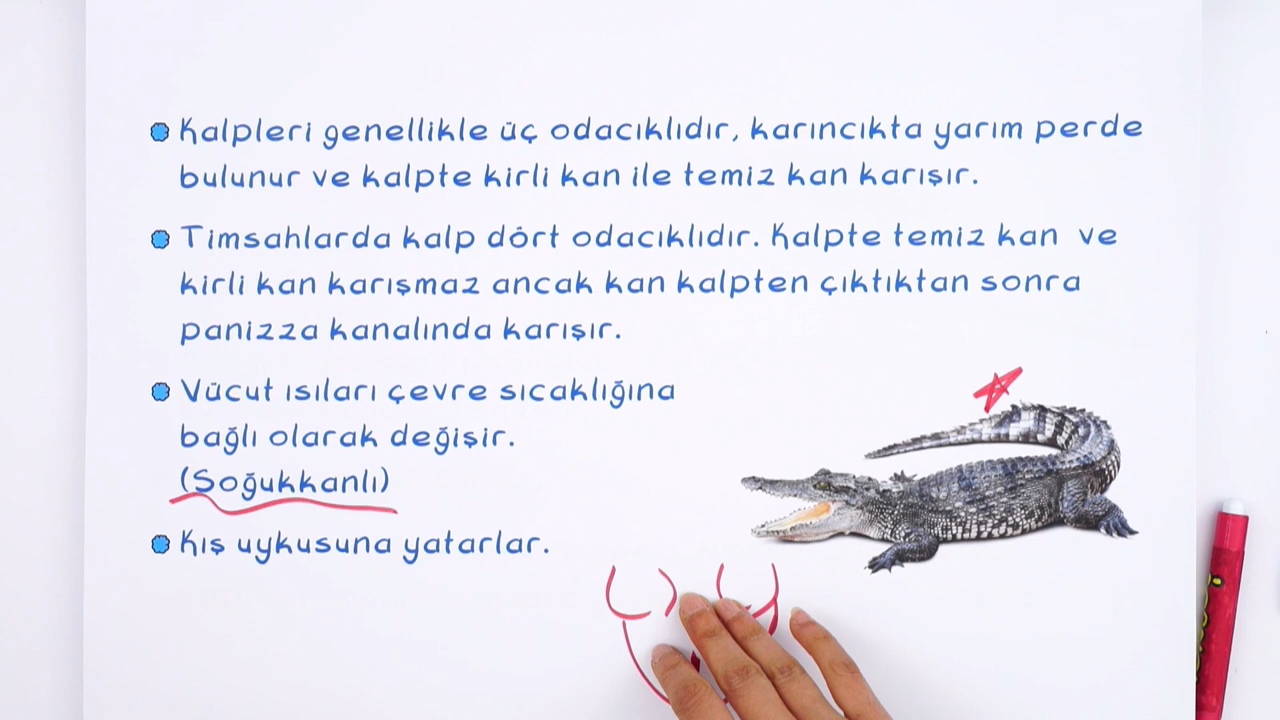 Kalpleri genellikle üç odacıklıdır, karıncıkta yarım perde
bulunur ve kalpte kirli kan ile temiz kan karışır.
Timsahlarda kalp dört odacıklıdır. Kalpte temiz kan ve
kirli kan karışmaz ancak kan kalpten çıktıktan sonra
panizza kanalında karışır.
Vücut ısıları çevre sıcaklığına
bağlı olarak değişir.
(Soğukkanlı)
Kış uykusuna yatarlar.